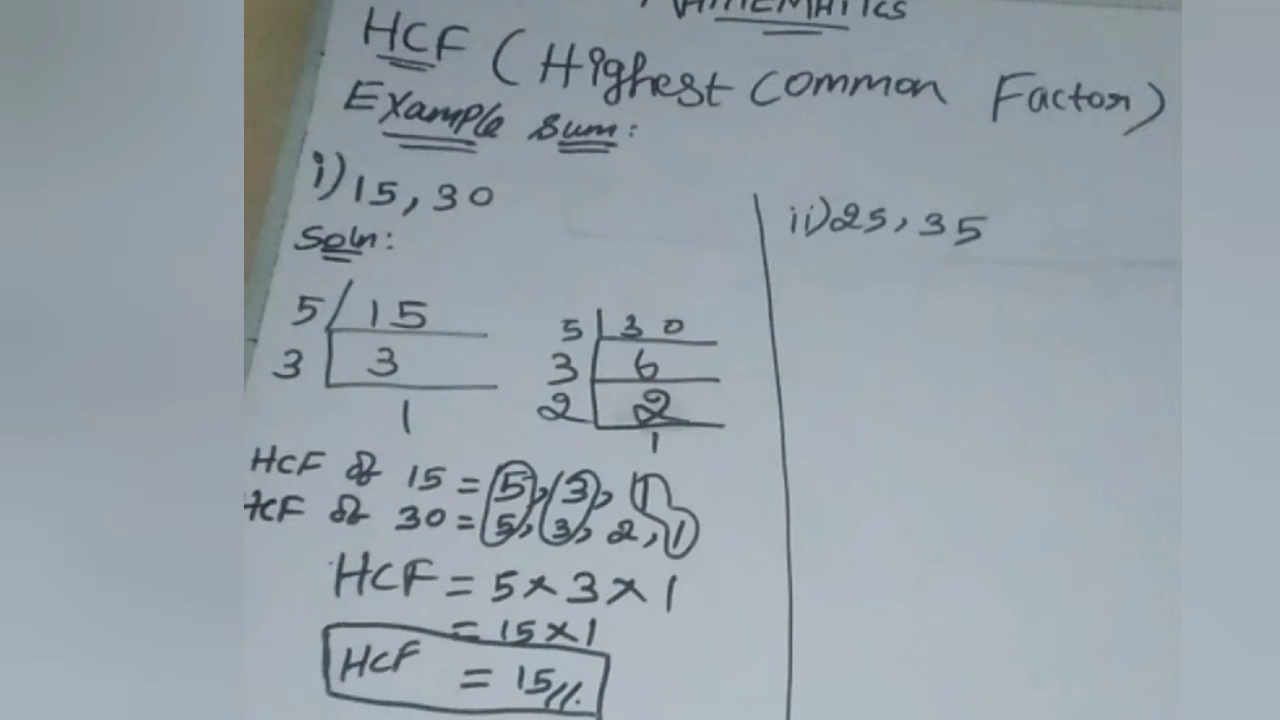 MATHEMATICS
HCF (Highest Common Factor)
Example Sum:
i) 15, 30
Soln:
5 15
3 3
1
5 30
3 6
2 2
1
HCF of 15 = 5, 3, 1
HCF of 30 = 5, 3, 2, 1
HCF = 5 × 3 × 1
= 15 × 1
HCF = 15//.
ii) 25, 35